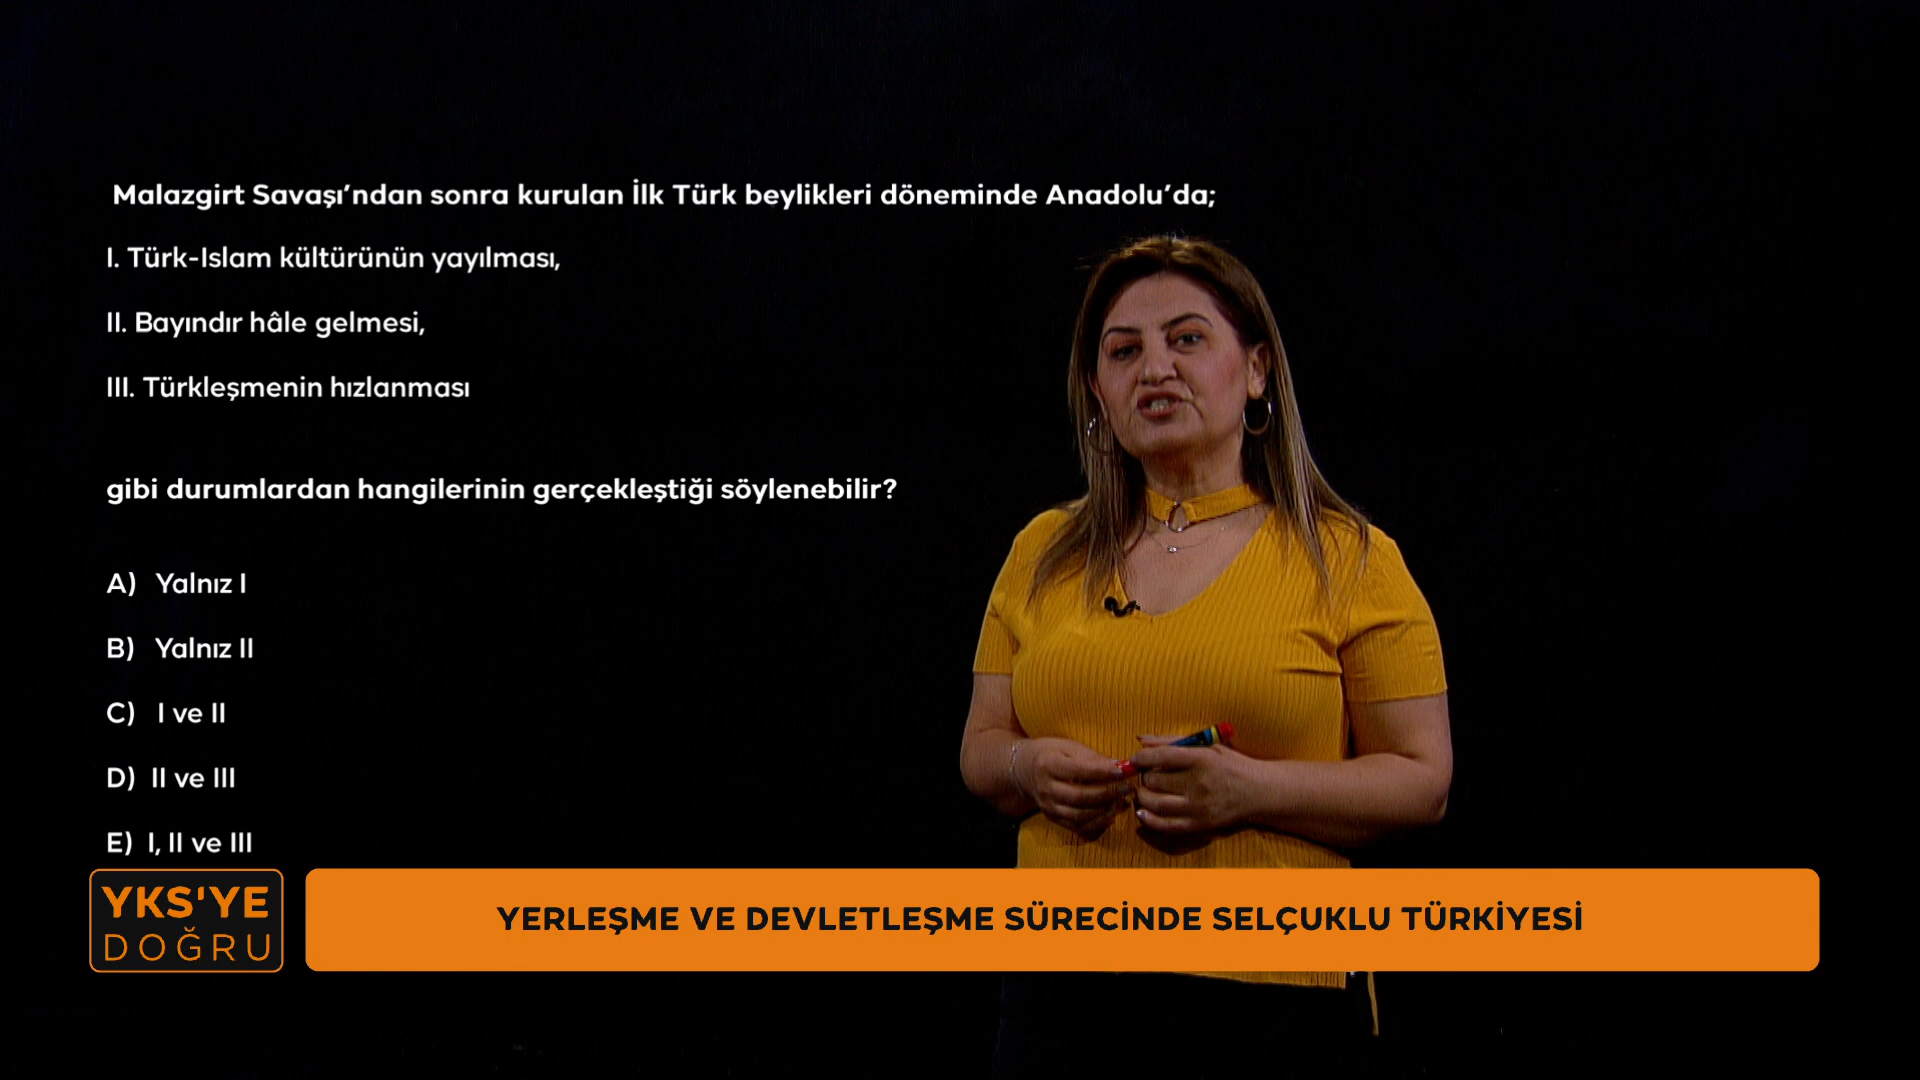 Malazgirt Savaşı’ndan sonra kurulan İlk Türk beylikleri döneminde Anadolu’da;
I. Türk-Islam kültürünün yayılması,
II. Bayındır hâle gelmesi,
III. Türkleşmenin hızlanması
gibi durumlardan hangilerinin gerçekleştiği söylenebilir?
A) Yalnız I
B) Yalnız II
C) I ve II
D) II ve III
E) I, II ve III
YKS'YE
DOĞRU
YERLEŞME VE DEVLETLEŞME SÜRECİNDE SELÇUKLU TÜRKİYESİ